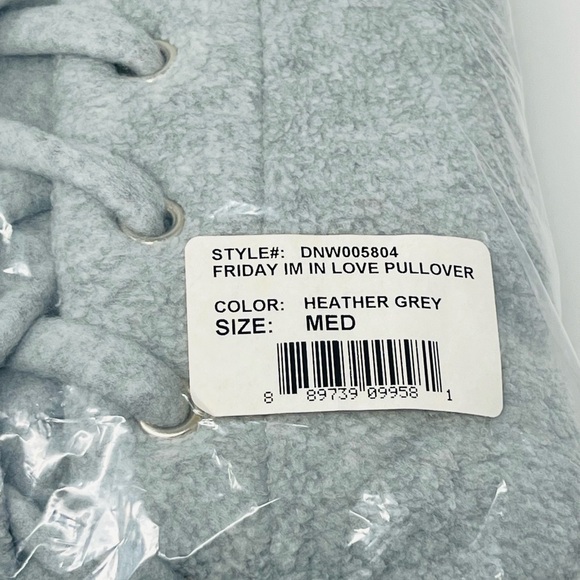 STYLE#: DNW005804
FRIDAY IM IN LOVE PULLOVER
COLOR: HEATHER GREY
SIZE: MED
8 89739 09958 1